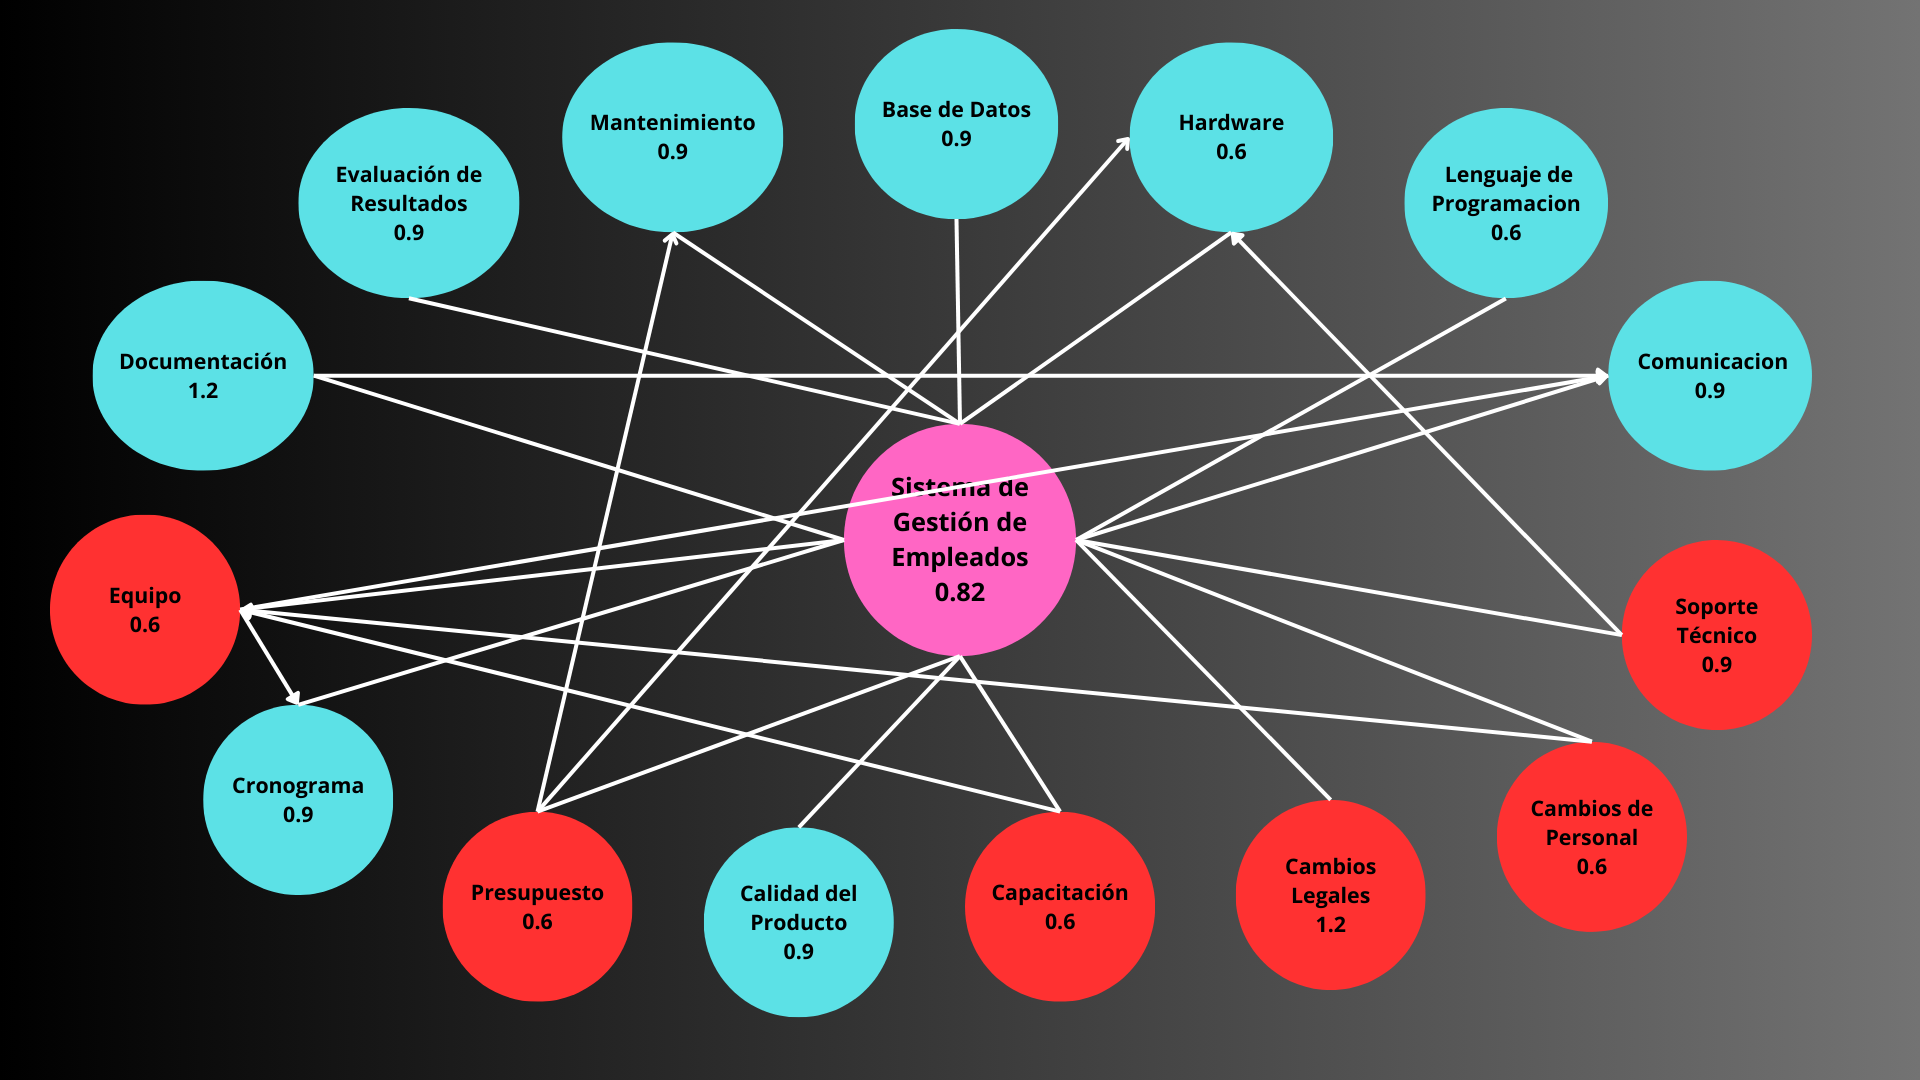 Mantenimiento
0.9
Base de Datos
0.9
Hardware
0.6
Evaluación de
Resultados
0.9
Lenguaje de
Programacion
0.6
Documentación
1.2
Comunicacion
0.9
Sistema de
Gestión de
Empleados
0.82
Equipo
0.6
Soporte
Técnico
0.9
Cronograma
0.9
Presupuesto
0.6
Calidad del
Producto
0.9
Capacitación
0.6
Cambios
Legales
1.2
Cambios de
Personal
0.6